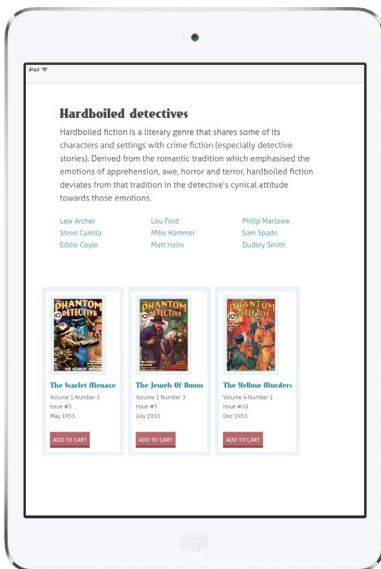 iPad
Hardboiled detectives
Hardboiled fiction is a literary genre that shares some of its
characters and settings with crime fiction (especially detective
stories). Derived from the romantic tradition which emphasised the
emotions of apprehension, awe, horror and terror, hardboiled fiction
deviates from that tradition in the detective's cynical attitude
towards those emotions.
Lew Archer
Steve Carella
Eddie Coyle
Lou Ford
Mike Hammer
Matt Helm
Philip Marlowe
Sam Spade
Dudley Smith
PHANTOM
DETECTIVE
THE SCARLET MENACE
The Scarlet Menace
Volume 1 Number 3
Issue #3
May 1933
ADD TO CART
PHANTOM
DETECTIVE
The Jewels Of Doom
Volume 1 Number 3
Issue #5
July 1933
ADD TO CART
PHANTOM
DETECTIVE
The Yellow Murders
Volume 4 Number 1
Issue #10
Dec 1933
ADD TO CART